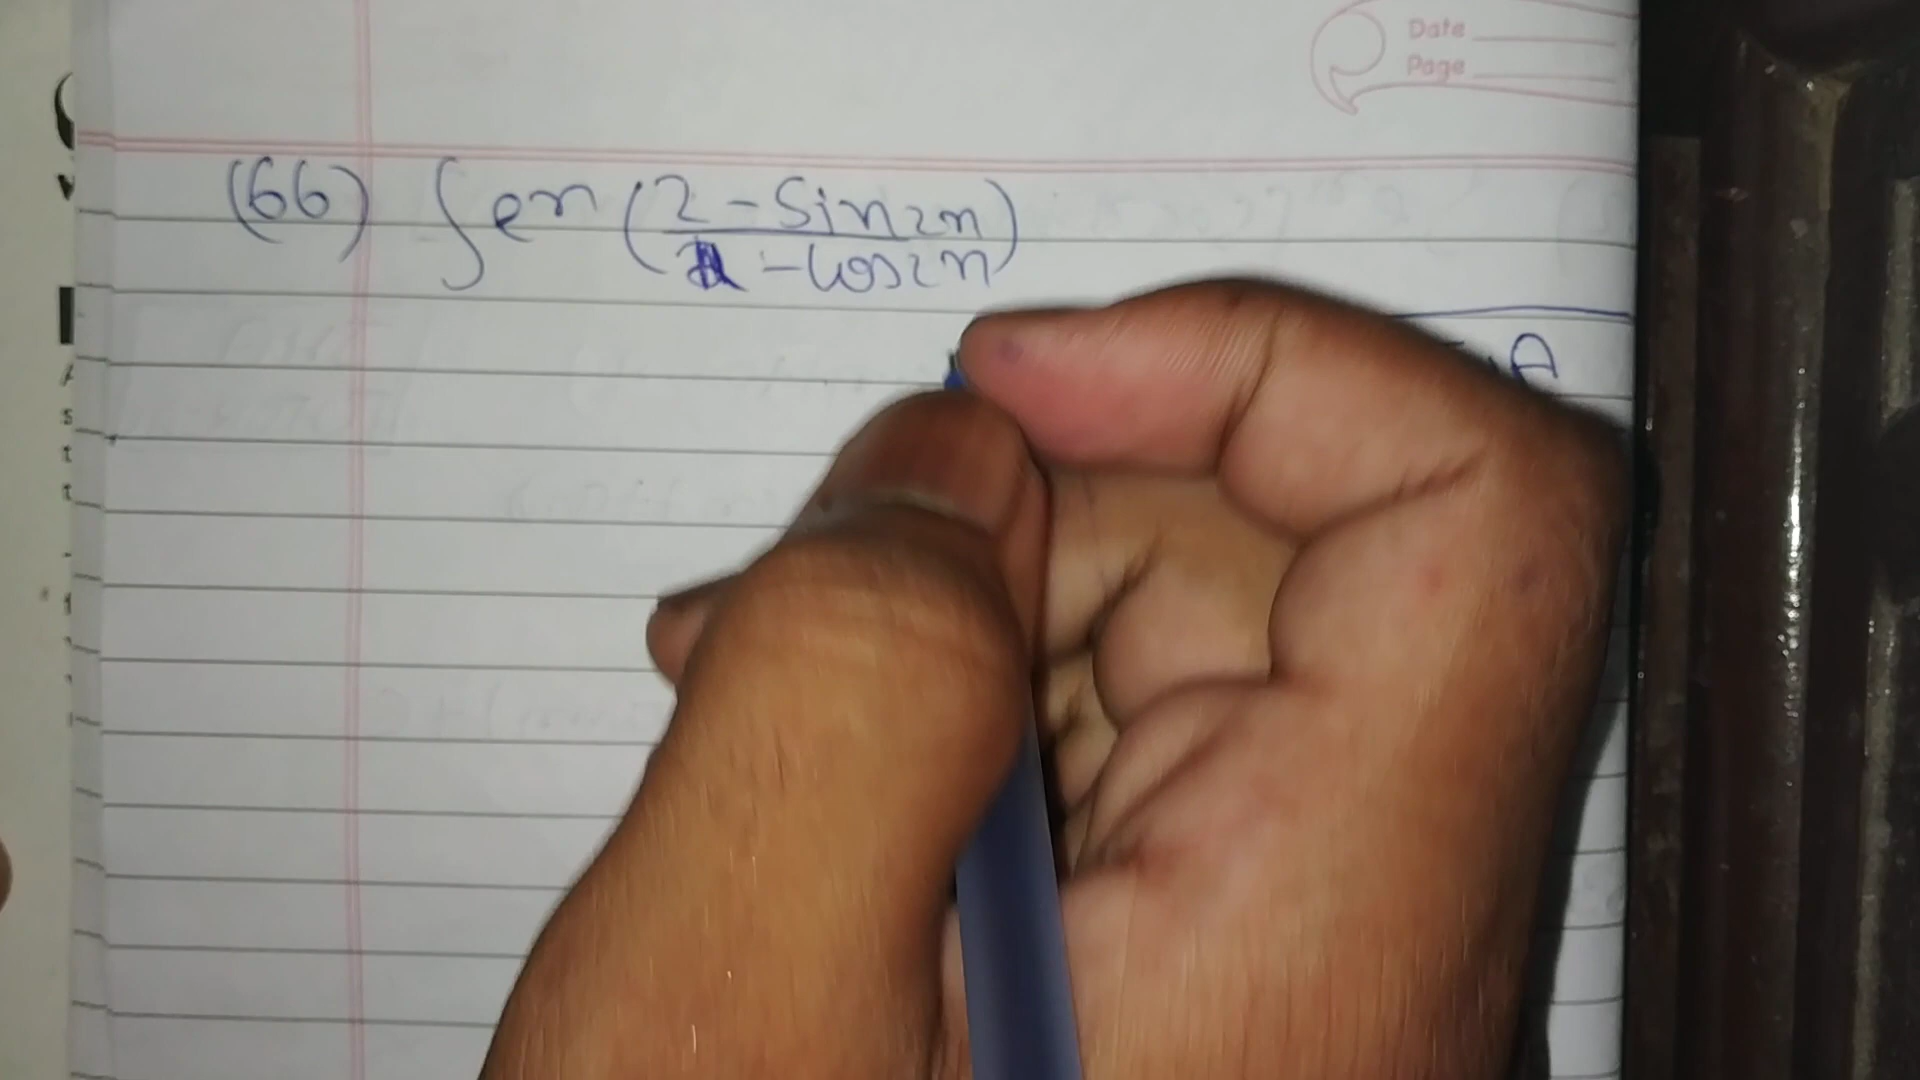 Date
Page
(66) ∫ex (2 - Sin2x / 1 - Cos2x)
A
s
t
t